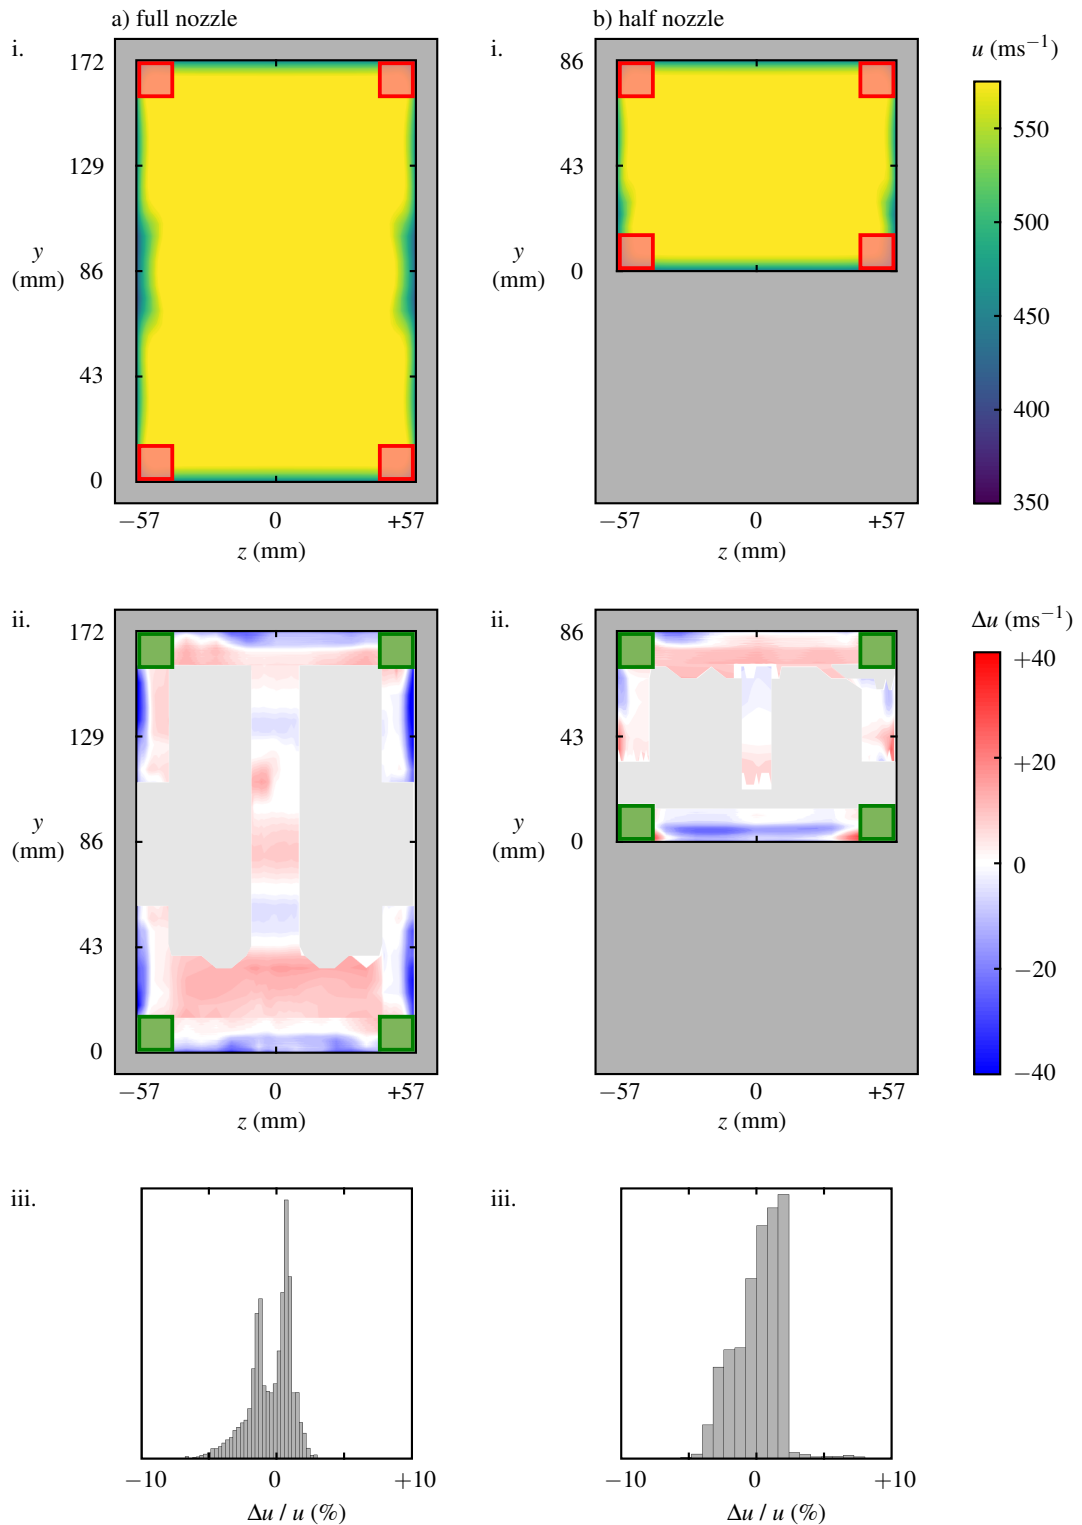 a) full nozzle
b) half nozzle
i.
172
129
y
(mm)
86
43
0
−57
0
+57
z (mm)
i.
86
43
y
(mm)
0
−57
0
+57
z (mm)
u (ms⁻¹)
550
500
450
400
350
ii.
172
129
y
(mm)
86
43
0
−57
0
+57
z (mm)
ii.
86
43
y
(mm)
0
−57
0
+57
z (mm)
Δu (ms⁻¹)
+40
+20
0
−20
−40
iii.
−10
0
+10
Δu / u (%)
iii.
−10
0
+10
Δu / u (%)